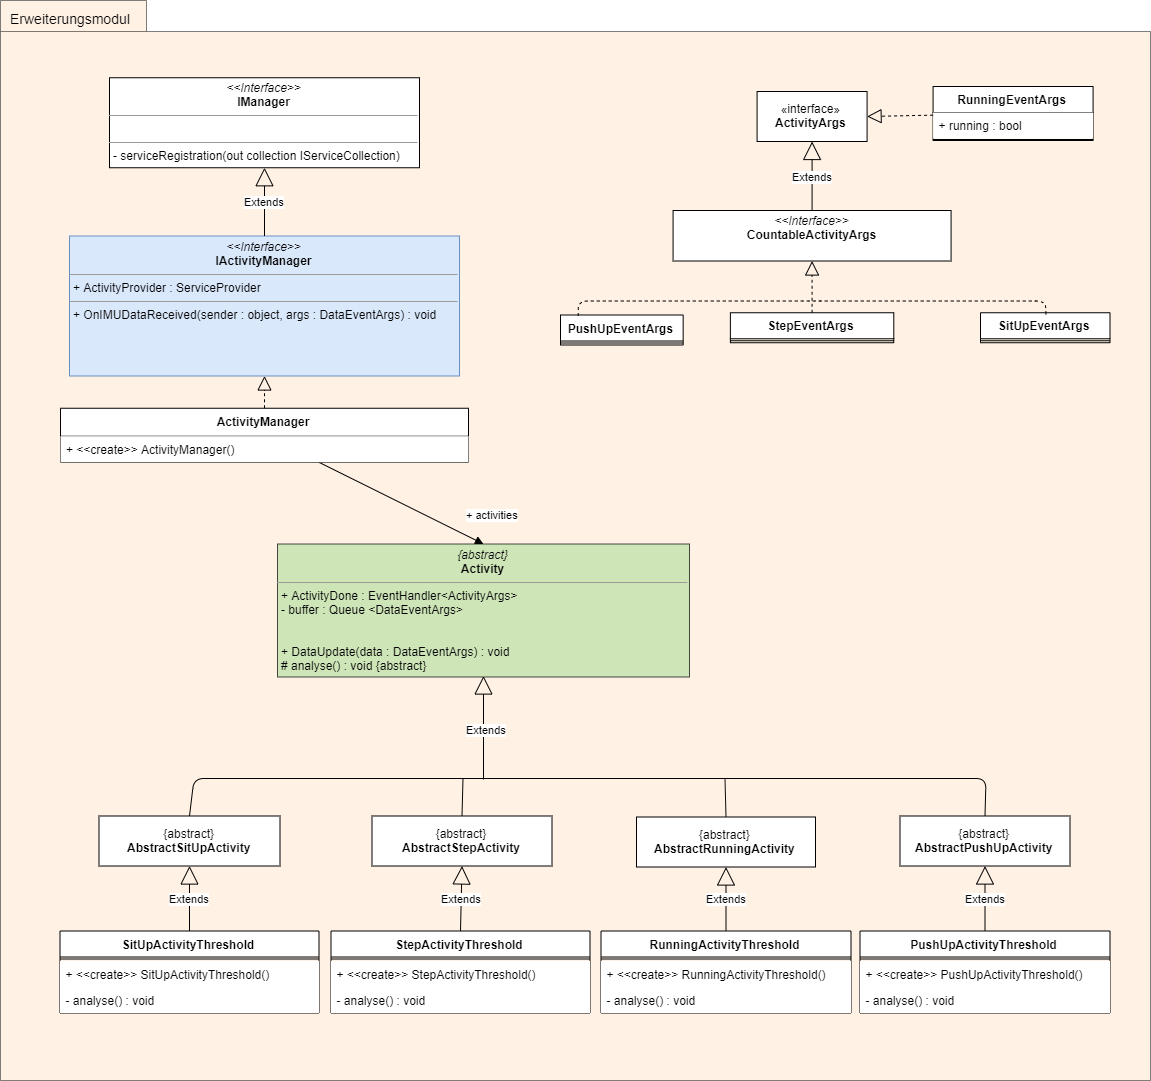 Erweiterungsmodul
<<Interface>>
IManager
- serviceRegistration(out collection IServiceCollection)
Extends
<<Interface>>
IActivityManager
+ ActivityProvider : ServiceProvider
+ OnIMUDataReceived(sender : object, args : DataEventArgs) : void
ActivityManager
+ <<create>> ActivityManager()
«interface»
ActivityArgs
RunningEventArgs
+ running : bool
Extends
<<Interface>>
CountableActivityArgs
PushUpEventArgs
StepEventArgs
SitUpEventArgs
+ activities
{abstract}
Activity
+ ActivityDone : EventHandler<ActivityArgs>
- buffer : Queue <DataEventArgs>
+ DataUpdate(data : DataEventArgs) : void
# analyse() : void {abstract}
Extends
{abstract}
AbstractSitUpActivity
{abstract}
AbstractStepActivity
{abstract}
AbstractRunningActivity
{abstract}
AbstractPushUpActivity
Extends
Extends
Extends
Extends
SitUpActivityThreshold
+ <<create>> SitUpActivityThreshold()
- analyse() : void
StepActivityThreshold
+ <<create>> StepActivityThreshold()
- analyse() : void
RunningActivityThreshold
+ <<create>> RunningActivityThreshold()
- analyse() : void
PushUpActivityThreshold
+ <<create>> PushUpActivityThreshold()
- analyse() : void